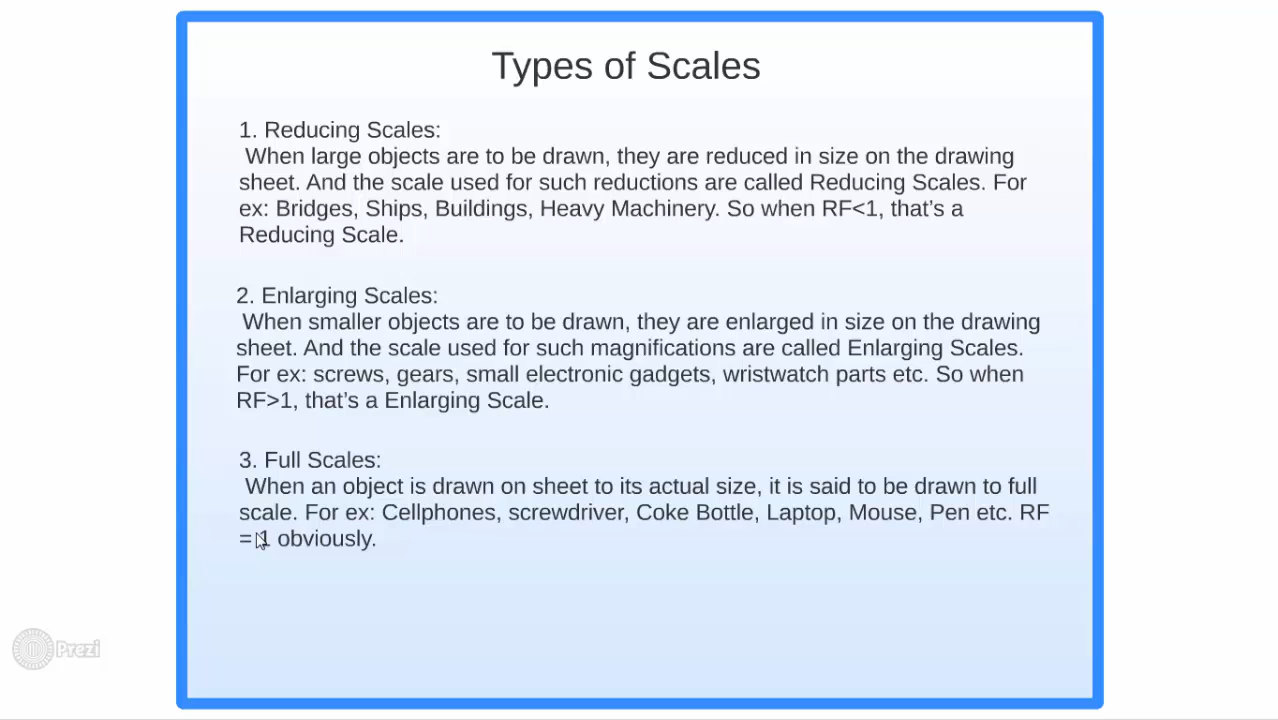 Types of Scales
1. Reducing Scales:
When large objects are to be drawn, they are reduced in size on the drawing
sheet. And the scale used for such reductions are called Reducing Scales. For
ex: Bridges, Ships, Buildings, Heavy Machinery. So when RF<1, that’s a
Reducing Scale.
2. Enlarging Scales:
When smaller objects are to be drawn, they are enlarged in size on the drawing
sheet. And the scale used for such magnifications are called Enlarging Scales.
For ex: screws, gears, small electronic gadgets, wristwatch parts etc. So when
RF>1, that’s a Enlarging Scale.
3. Full Scales:
When an object is drawn on sheet to its actual size, it is said to be drawn to full
scale. For ex: Cellphones, screwdriver, Coke Bottle, Laptop, Mouse, Pen etc. RF
= 1 obviously.
Prezi